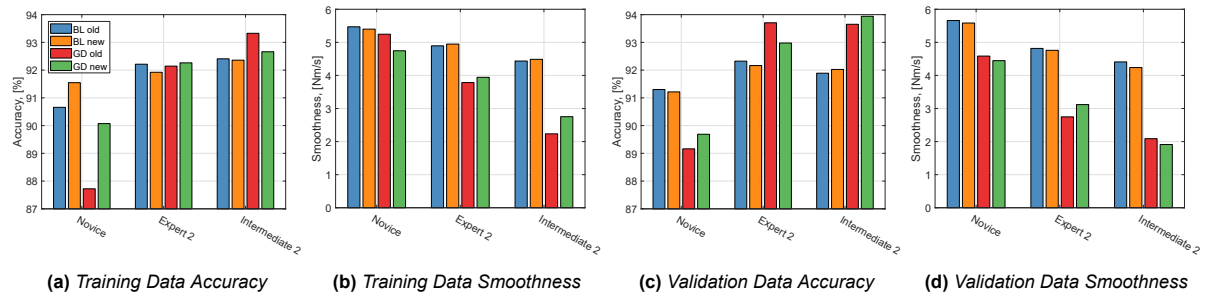 94
93
92
91
90
89
88
87
Accuracy, [%]
BL old
BL new
GD old
GD new
Novice
Expert 2
Intermediate 2
(a) Training Data Accuracy
6
5
4
3
2
1
0
Smoothness, [Nm/s]
Novice
Expert 2
Intermediate 2
(b) Training Data Smoothness
94
93
92
91
90
89
88
87
Accuracy, [%]
Novice
Expert 2
Intermediate 2
(c) Validation Data Accuracy
6
5
4
3
2
1
0
Smoothness, [Nm/s]
Novice
Expert 2
Intermediate 2
(d) Validation Data Smoothness